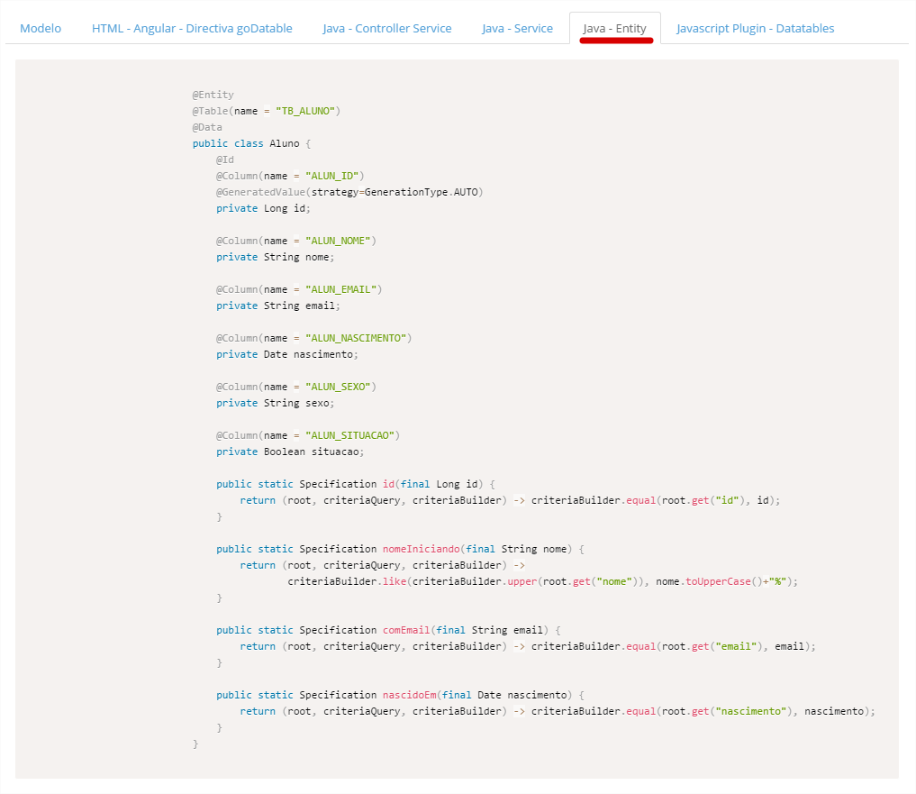 Modelo HTML - Angular - Directiva goDatable Java - Controller Service Java - Service Java - Entity Javascript Plugin - Datatables
@Entity
@Table(name = "TB_ALUNO")
@Data
public class Aluno {
@Id
@Column(name = "ALUN_ID")
@GeneratedValue(strategy=GenerationType.AUTO)
private Long id;
@Column(name = "ALUN_NOME")
private String nome;
@Column(name = "ALUN_EMAIL")
private String email;
@Column(name = "ALUN_NASCIMENTO")
private Date nascimento;
@Column(name = "ALUN_SEXO")
private String sexo;
@Column(name = "ALUN_SITUACAO")
private Boolean situacao;
public static Specification id(final Long id) {
return (root, criteriaQuery, criteriaBuilder) -> criteriaBuilder.equal(root.get("id"), id);
}
public static Specification nomeIniciando(final String nome) {
return (root, criteriaQuery, criteriaBuilder) ->
criteriaBuilder.like(criteriaBuilder.upper(root.get("nome")), nome.toUpperCase()+"%");
}
public static Specification comEmail(final String email) {
return (root, criteriaQuery, criteriaBuilder) -> criteriaBuilder.equal(root.get("email"), email);
}
public static Specification nascidoEm(final Date nascimento) {
return (root, criteriaQuery, criteriaBuilder) -> criteriaBuilder.equal(root.get("nascimento"), nascimento);
}
}